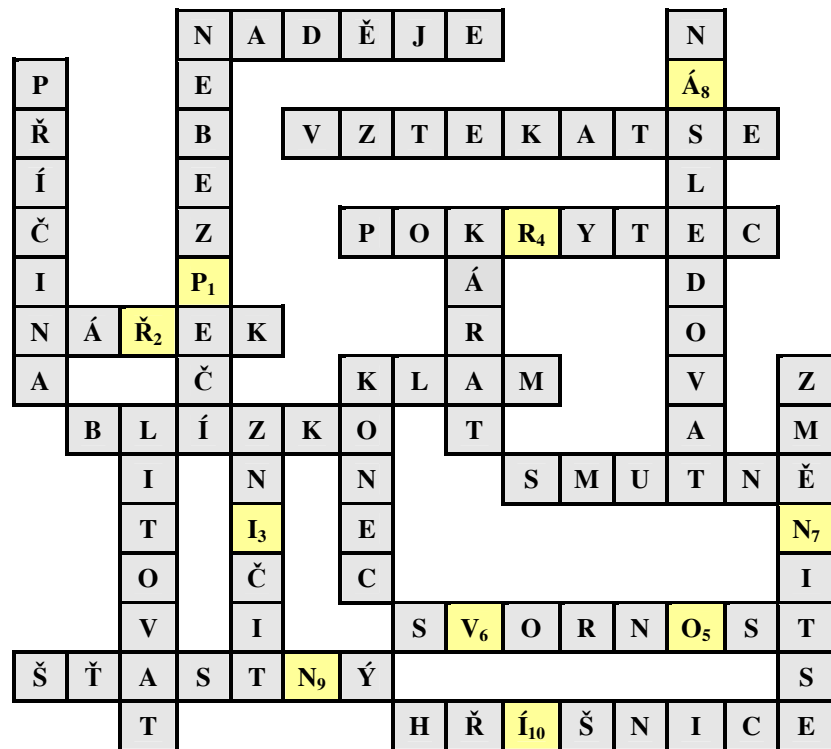 N A D Ě J E N
P E Á₈
Ř B V Z T E K A T S E
Í E L
Č Z P O K R₄ Y T E C
I P₁ Á D
N Á Ř₂ E K R O
A Č K L A M V Z
B L Í Z K O T A M
I N N S M U T N Ě
T I₃ E N₇
O Č C I
V I S V₆ O R N O₅ S T
Š Ť A S T N₉ Ý S
T H Ř Í₁₀ Š N I C E